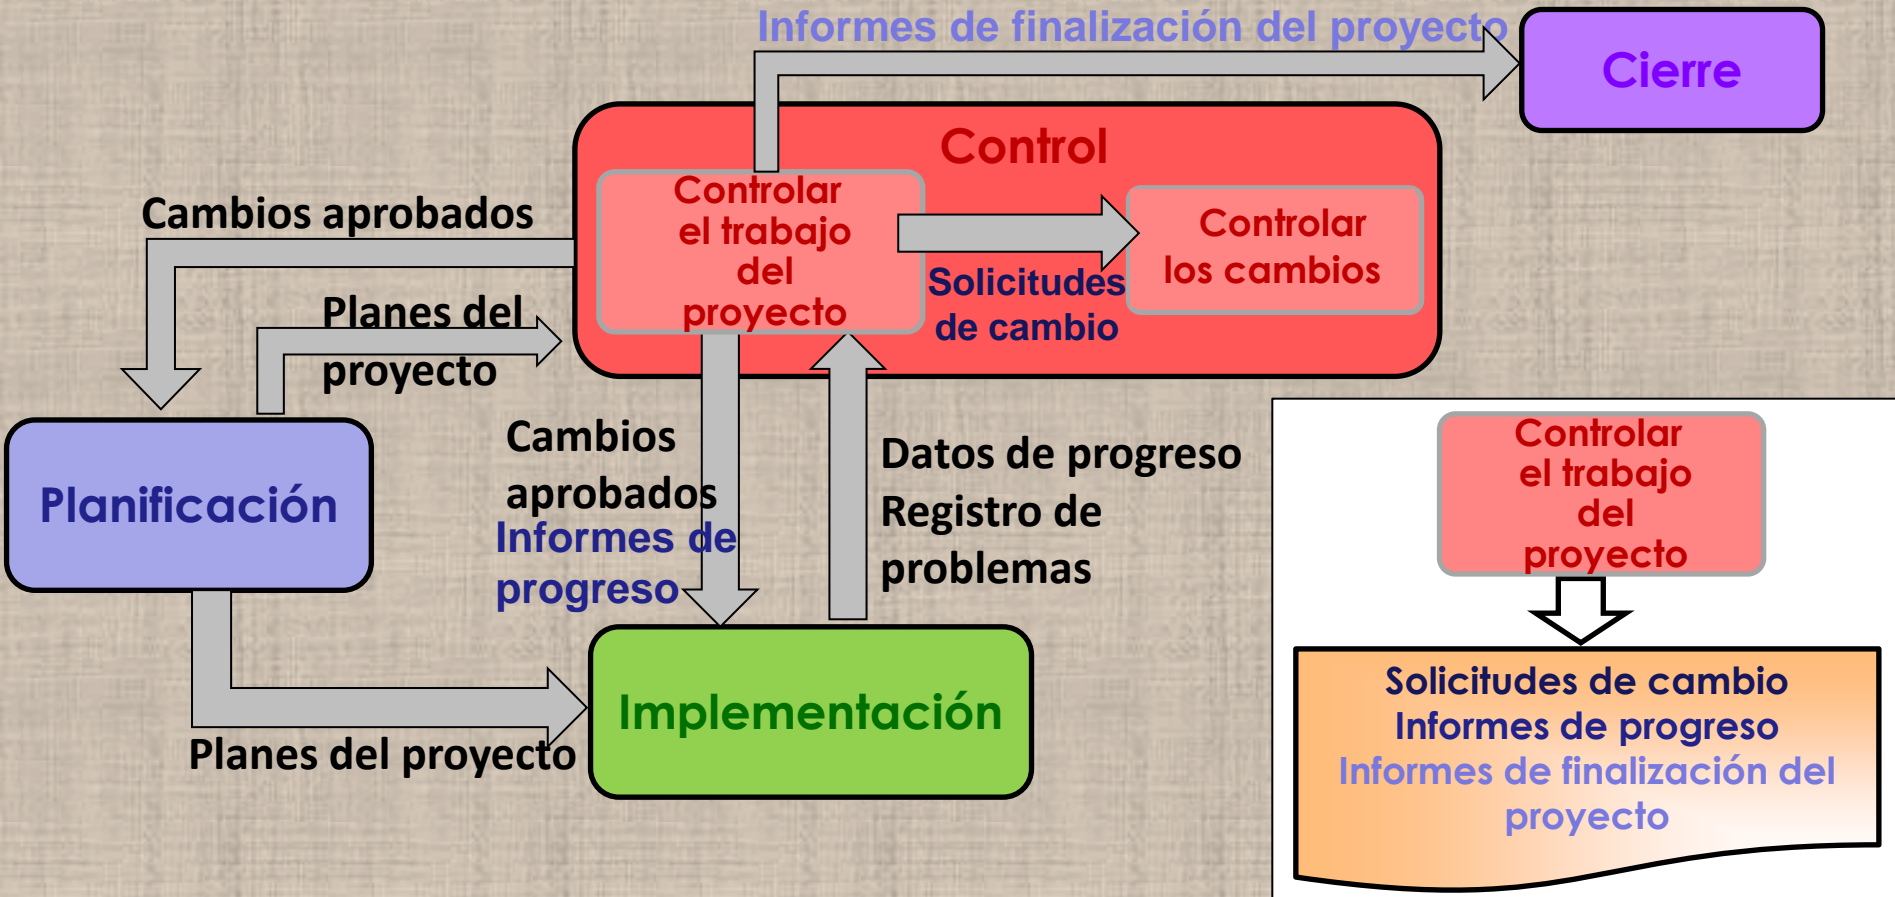 Informes de finalización del proyecto
Cierre
Control
Controlar
el trabajo
del
proyecto
Controlar
los cambios
Solicitudes
de cambio
Cambios aprobados
Planes del
proyecto
Planificación
Cambios
aprobados
Informes de
progreso
Datos de progreso
Registro de
problemas
Planes del proyecto
Implementación
Controlar
el trabajo
del
proyecto
Solicitudes de cambio
Informes de progreso
Informes de finalización del
proyecto